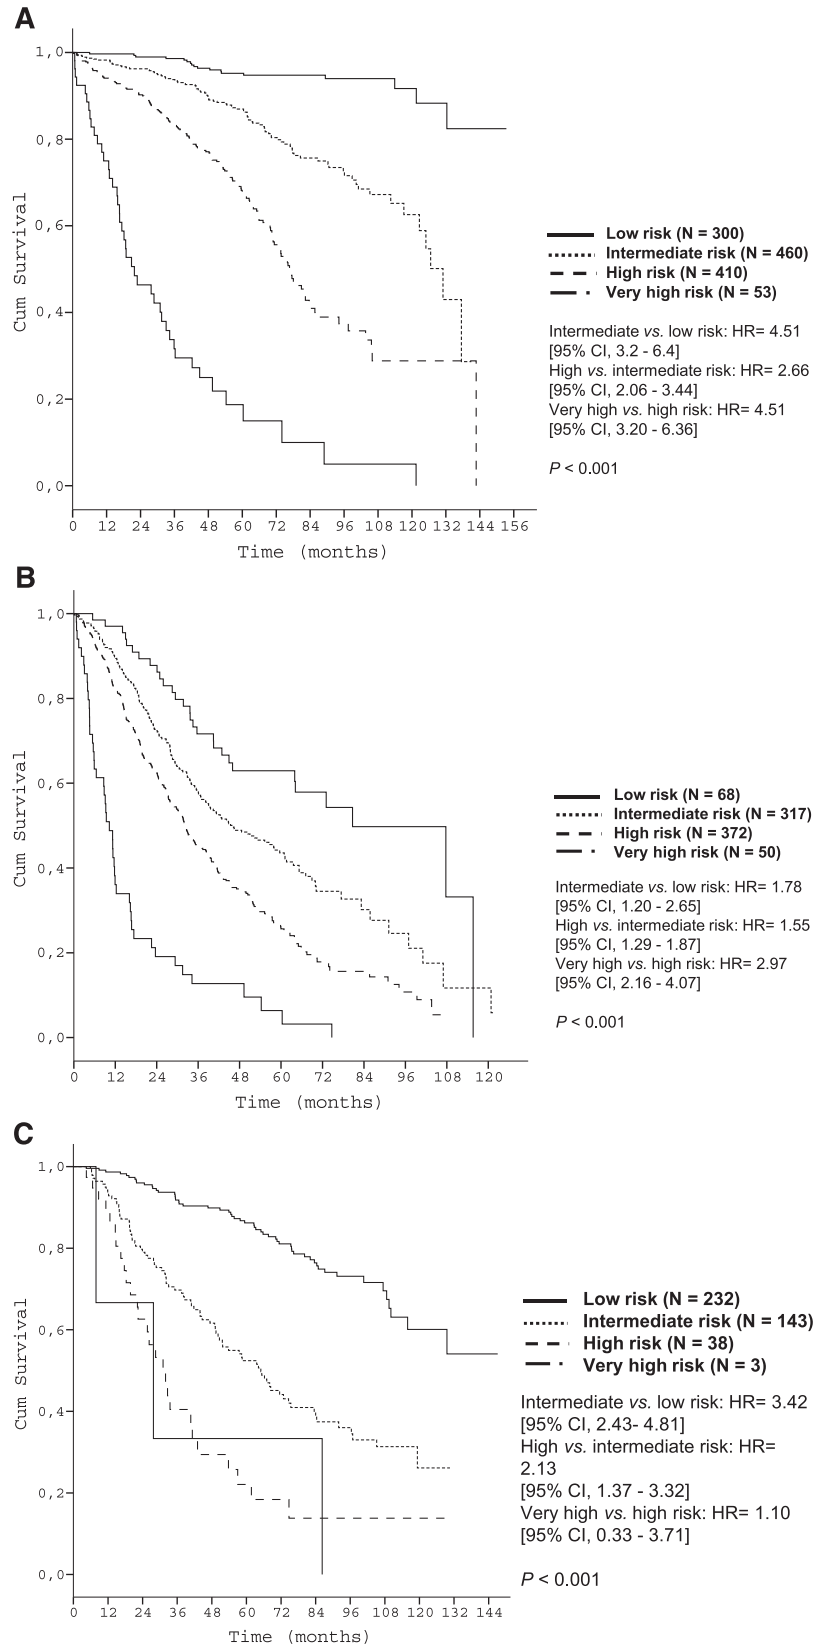 A
1,0
0,8
0,6
0,4
0,2
0,0
Cum Survival
0 12 24 36 48 60 72 84 96 108 120 132 144 156
Time (months)
Low risk (N = 300)
Intermediate risk (N = 460)
High risk (N = 410)
Very high risk (N = 53)
Intermediate vs. low risk: HR= 4.51
[95% CI, 3.2 - 6.4]
High vs. intermediate risk: HR= 2.66
[95% CI, 2.06 - 3.44]
Very high vs. high risk: HR= 4.51
[95% CI, 3.20 - 6.36]
P < 0.001
B
1,0
0,8
0,6
0,4
0,2
0,0
Cum Survival
0 12 24 36 48 60 72 84 96 108 120
Time (months)
Low risk (N = 68)
Intermediate risk (N = 317)
High risk (N = 372)
Very high risk (N = 50)
Intermediate vs. low risk: HR= 1.78
[95% CI, 1.20 - 2.65]
High vs. intermediate risk: HR= 1.55
[95% CI, 1.29 - 1.87]
Very high vs. high risk: HR= 2.97
[95% CI, 2.16 - 4.07]
P < 0.001
C
1,0
0,8
0,6
0,4
0,2
0,0
Cum Survival
0 12 24 36 48 60 72 84 96 108 120 132 144
Time (months)
Low risk (N = 232)
Intermediate risk (N = 143)
High risk (N = 38)
Very high risk (N = 3)
Intermediate vs. low risk: HR= 3.42
[95% CI, 2.43- 4.81]
High vs. intermediate risk: HR=
2.13
[95% CI, 1.37 - 3.32]
Very high vs. high risk: HR= 1.10
[95% CI, 0.33 - 3.71]
P < 0.001